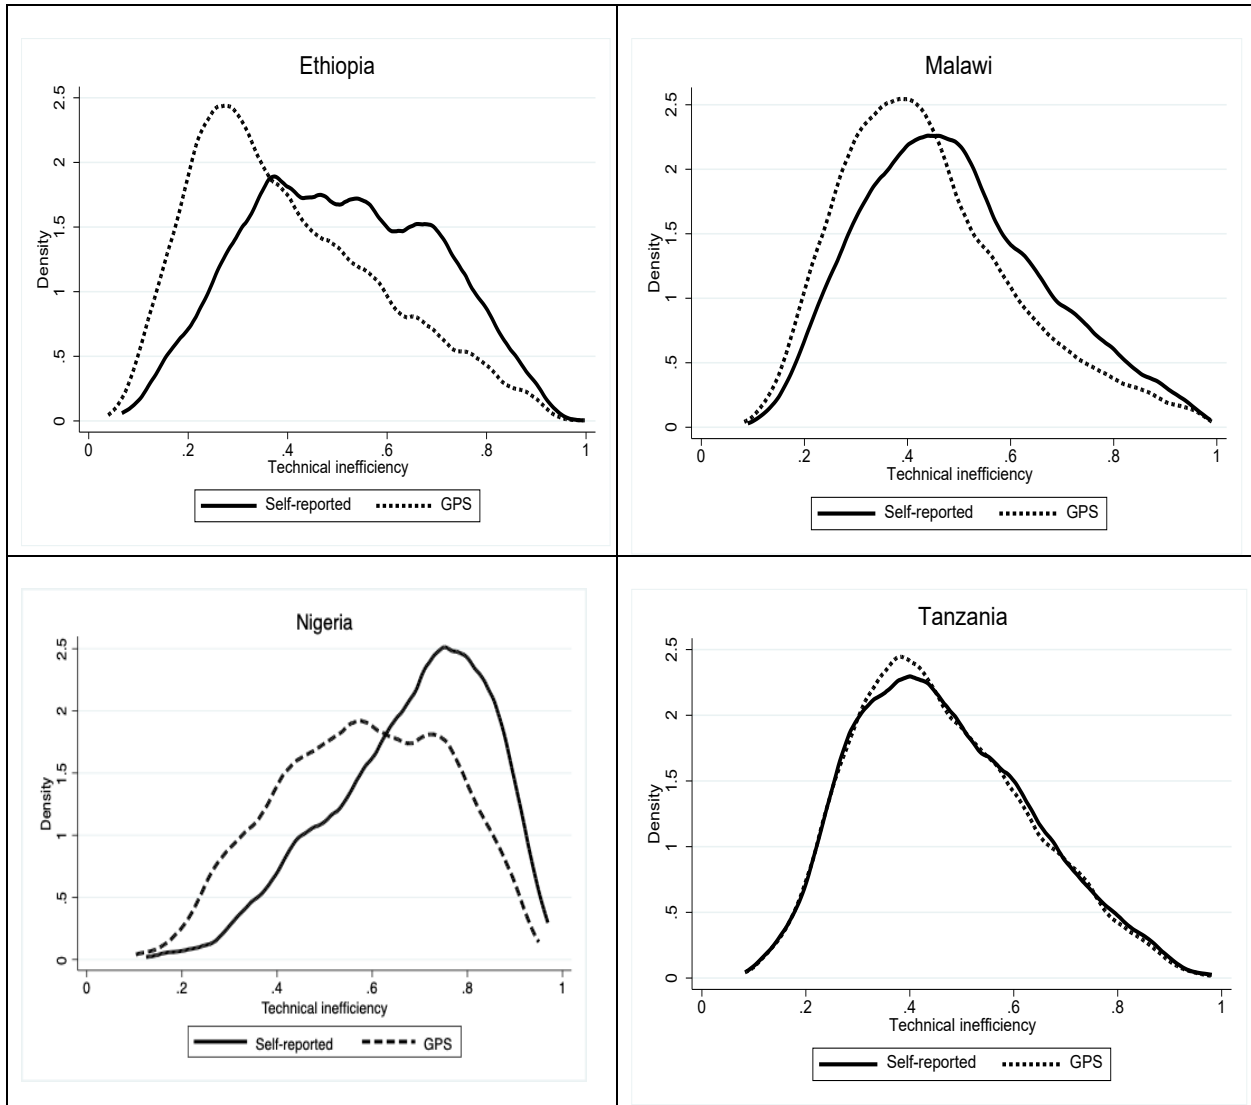 Ethiopia
Density
0 .5 1 1.5 2 2.5
0 .2 .4 .6 .8 1
Technical inefficiency
Self-reported GPS
Malawi
Density
0 .5 1 1.5 2 2.5
0 .2 .4 .6 .8 1
Technical inefficiency
Self-reported GPS
Nigeria
Density
0 .5 1 1.5 2 2.5
0 .2 .4 .6 .8 1
Technical inefficiency
Self-reported GPS
Tanzania
Density
0 .5 1 1.5 2 2.5
0 .2 .4 .6 .8 1
Technical inefficiency
Self-reported GPS